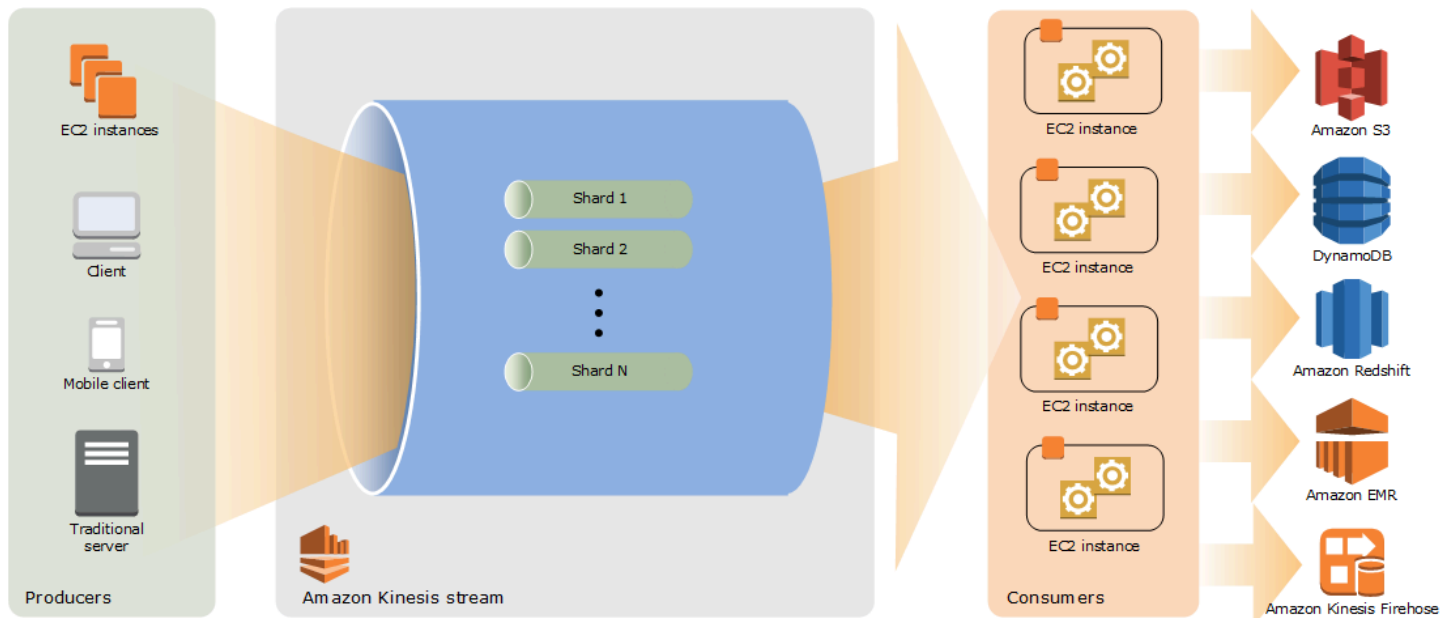 EC2 instances
Client
Mobile client
Traditional
server
Producers
Shard 1
Shard 2
Shard N
Amazon Kinesis stream
EC2 instance
EC2 instance
EC2 instance
EC2 instance
Consumers
Amazon S3
DynamoDB
Amazon Redshift
Amazon EMR
Amazon Kinesis Firehose